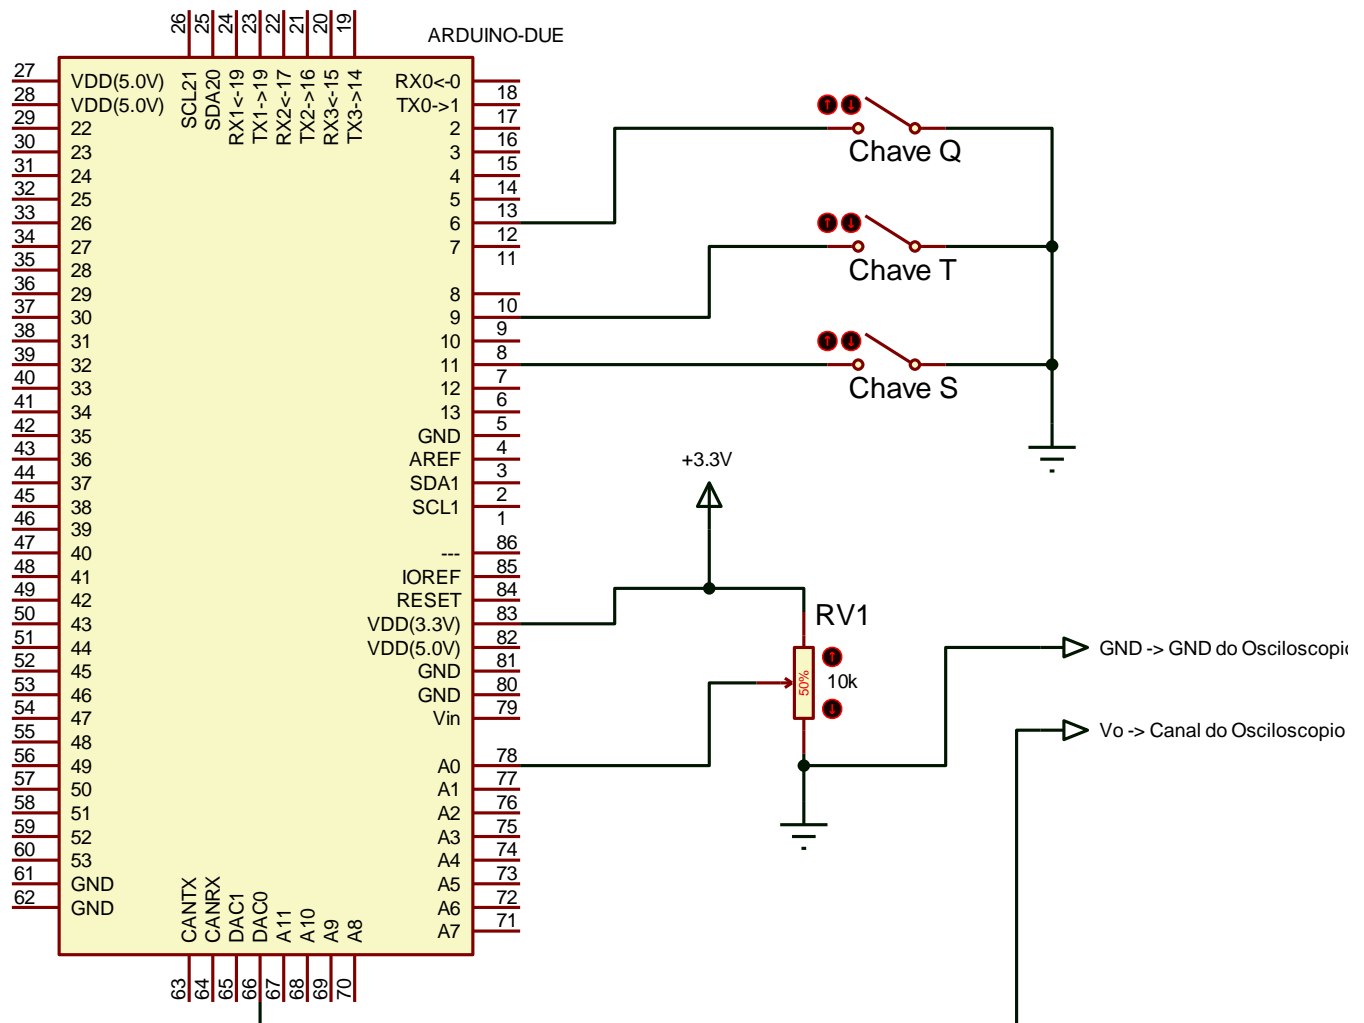 26
25
24
23
22
21
20
19
ARDUINO-DUE
SCL21
SDA20
RX1<-19
TX1->19
RX2<-17
TX2->16
RX3<-15
TX3->14
27 VDD(5.0V)
28 VDD(5.0V)
29 22
30 23
31 24
32 25
33 26
34 27
35 28
36 29
37 30
38 31
39 32
40 33
41 34
42 35
43 36
44 37
45 38
46 39
47 40
48 41
49 42
50 43
51 44
52 45
53 46
54 47
55 48
56 49
57 50
58 51
59 52
60 53
61 GND
62 GND
RX0<-0 18
TX0->1 17
2 16
3 15
4 14
5 13
6 12
7 11
8 10
9 9
10 8
11 7
12 6
13 5
GND 4
AREF 3
SDA1 2
SCL1 1
--- 86
IOREF 85
RESET 84
VDD(3.3V) 83
VDD(5.0V) 82
GND 81
GND 80
Vin 79
A0 78
A1 77
A2 76
A3 75
A4 74
A5 73
A6 72
A7 71
CANTX
CANRX
DAC1
DAC0
A11
A10
A9
A8
63
64
65
66
67
68
69
70
Chave Q
Chave T
Chave S
+3.3V
RV1
50%
10k
GND -> GND do Osciloscopio
Vo -> Canal do Osciloscopio